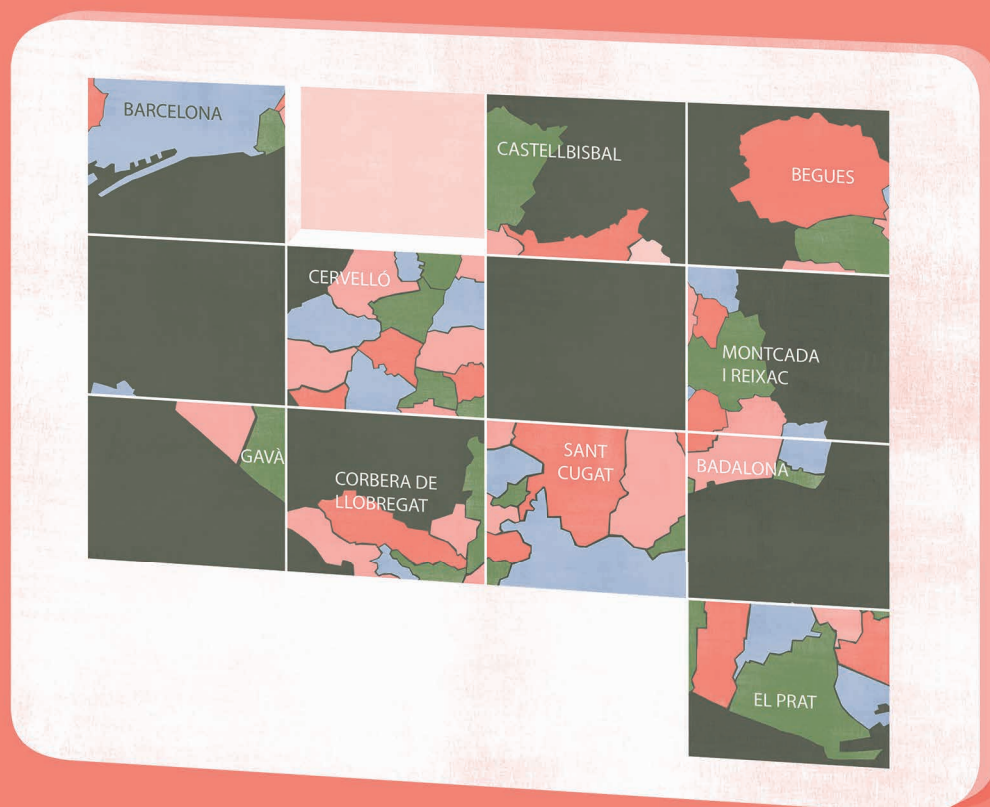 BARCELONA
CASTELLBISBAL
BEGUES
CERVELLÓ
MONTCADA
I REIXAC
GAVÀ
CORBERA DE
LLOBREGAT
SANT
CUGAT
BADALONA
EL PRAT